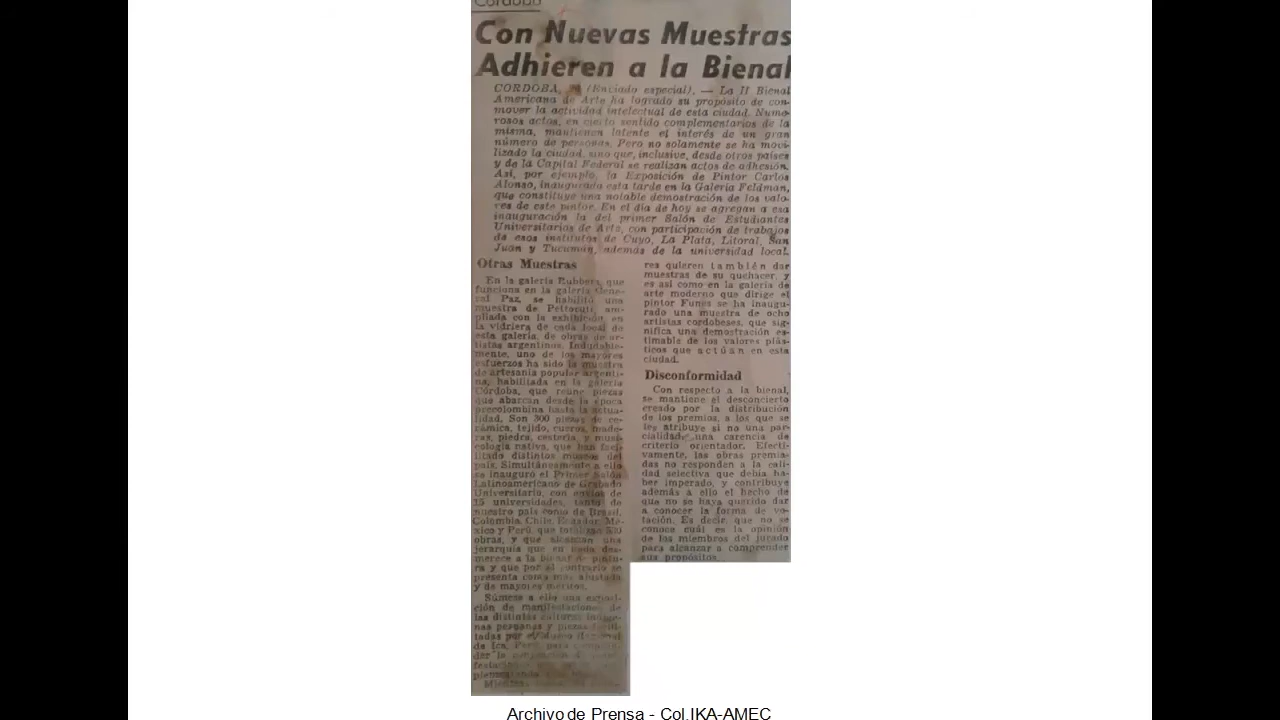 Córdoba
Con Nuevas Muestras
Adhieren a la Bienal
CORDOBA, (Enviado especial). — La II Bienal
Americana de Arte ha logrado su propósito de con-
mover la actividad intelectual de esta ciudad. Nume-
rosos actos, en cierto sentido complementarios de la
misma, mantienen latente el interés de un gran
número de personas. Pero no solamente se ha movi-
lizado la ciudad, sino que, inclusive, desde otros países
y de la Capital Federal se realizan actos de adhesión.
Así, por ejemplo, la Exposición de Pintor Carlos
Alonso, inaugurada esta tarde en la Galería Feldman,
que constituye una notable demostración de los valo-
res de este pintor. En el día de hoy se agregan a esa
inauguración la del primer Salón de Estudiantes
Universitarios de Arte, con participación de trabajos
de esos institutos de Cuyo, La Plata, Litoral, San
Juan y Tucumán, además de la universidad local.
Otras Muestras
En la galería Rubbers, que
funciona en la galería Gene-
ral Paz, se habilitó una
muestra de Pettoruti, am-
pliada con la exhibición, en
la vidriera de cada local de
esta galería, de obras de ar-
tistas argentinos. Indudable-
mente, uno de los mayores
esfuerzos ha sido la muestra
de artesanía popular argenti-
na, habilitada en la galería
Córdoba, que reúne piezas
que abarcan desde la época
precolombina hasta la actua-
lidad. Son 300 piezas de ce-
rámica, tejido, cueros, made-
ras, piedra, cestería, y musi-
cología nativa, que han faci-
litado distintos museos del
país. Simultáneamente a ella
se inauguró el Primer Salón
Latinoamericano de Grabado
Universitario, con envíos de
25 universidades, tanto de
nuestro país como de Brasil,
Colombia, Chile, Ecuador, Mé-
xico y Perú, que totalizan
obras, y que alcanzan una
jerarquía que en nada des-
merece a la bienal de pintu-
ra y que por el contrario se
presenta como más ajustada
y de mayores méritos.
Súmese a ello una exposi-
ción de manifestaciones de
las distintas culturas indíge-
nas peruanas y piezas facili-
tadas por el Museo Regional
de Ica, Perú, para
der la
res quieren también dar
muestras de su quehacer, y
es así como en la galería de
arte moderno que dirige el
pintor Funes se ha inaugu-
rado una muestra de ocho
artistas cordobeses, que sig-
nifica una demostración es-
timable de los valores plás-
ticos que actúan en esta
ciudad.
Disconformidad
Con respecto a la bienal,
se mantiene el desconcierto
creado por la distribución
de los premios, a los que se
les atribuye si no una par-
cialidad, una carencia de
criterio orientador. Efecti-
vamente, las obras premia-
das no responden a la cali-
dad selectiva que debía ha-
ber imperado, y contribuye
además a ello el hecho de
que no se haya querido dar
a conocer la forma de vo-
tación. Es decir, que no se
conoce cuál es la opinión
de los miembros del jurado
para alcanzar a comprender
sus propósitos.
Archivo de Prensa - Col.IKA-AMEC